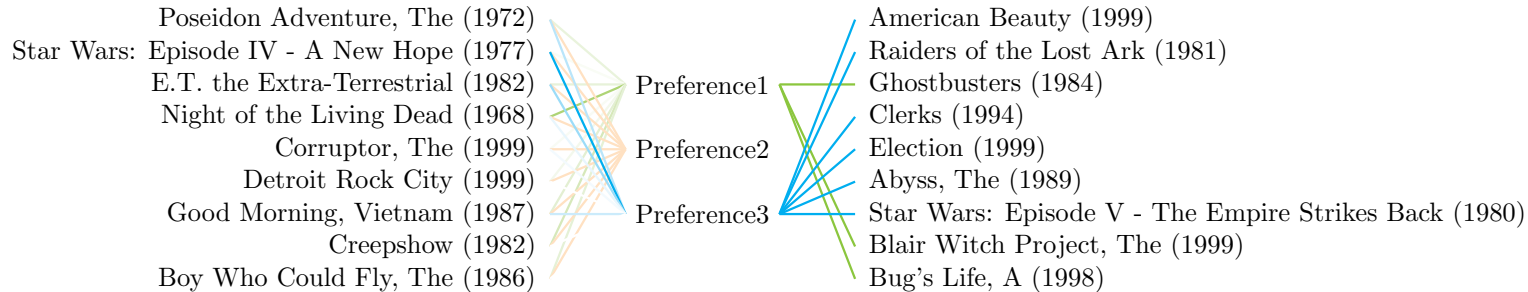 Poseidon Adventure, The (1972)
Star Wars: Episode IV - A New Hope (1977)
E.T. the Extra-Terrestrial (1982)
Night of the Living Dead (1968)
Corruptor, The (1999)
Detroit Rock City (1999)
Good Morning, Vietnam (1987)
Creepshow (1982)
Boy Who Could Fly, The (1986)
Preference1
Preference2
Preference3
American Beauty (1999)
Raiders of the Lost Ark (1981)
Ghostbusters (1984)
Clerks (1994)
Election (1999)
Abyss, The (1989)
Star Wars: Episode V - The Empire Strikes Back (1980)
Blair Witch Project, The (1999)
Bug's Life, A (1998)